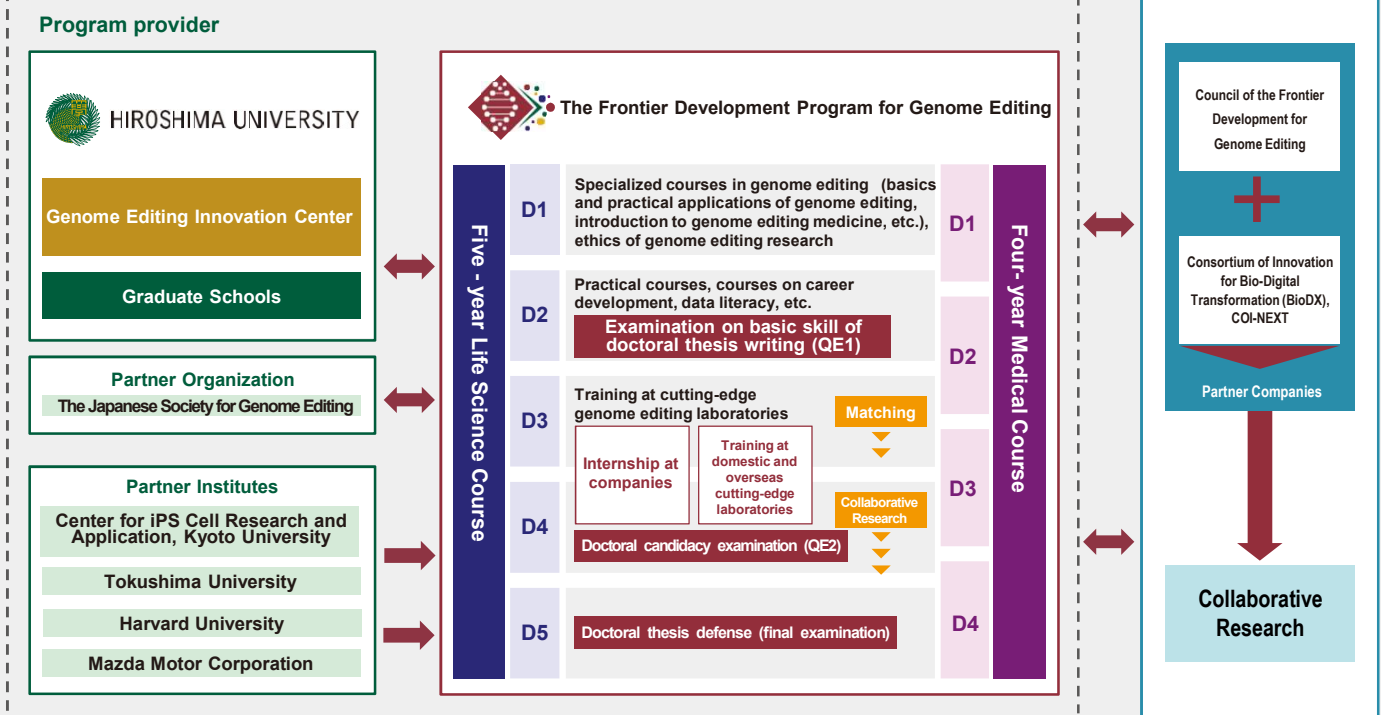 Program provider
HIROSHIMA UNIVERSITY
Genome Editing Innovation Center
Graduate Schools
Partner Organization
The Japanese Society for Genome Editing
Partner Institutes
Center for iPS Cell Research and
Application, Kyoto University
Tokushima University
Harvard University
Mazda Motor Corporation
The Frontier Development Program for Genome Editing
Five - year Life Science Course
D1
Specialized courses in genome editing (basics
and practical applications of genome editing,
introduction to genome editing medicine, etc.),
ethics of genome editing research
D2
Practical courses, courses on career
development, data literacy, etc.
Examination on basic skill of
doctoral thesis writing (QE1)
D3
Training at cutting-edge
genome editing laboratories
Matching
Internship at
companies
Training at
domestic and
overseas
cutting-edge
laboratories
D4
Collaborative
Research
Doctoral candidacy examination (QE2)
D5
Doctoral thesis defense (final examination)
D1
D2
D3
D4
Four- year Medical Course
Council of the Frontier
Development for
Genome Editing
Consortium of Innovation
for Bio-Digital
Transformation (BioDX),
COI-NEXT
Partner Companies
Collaborative
Research